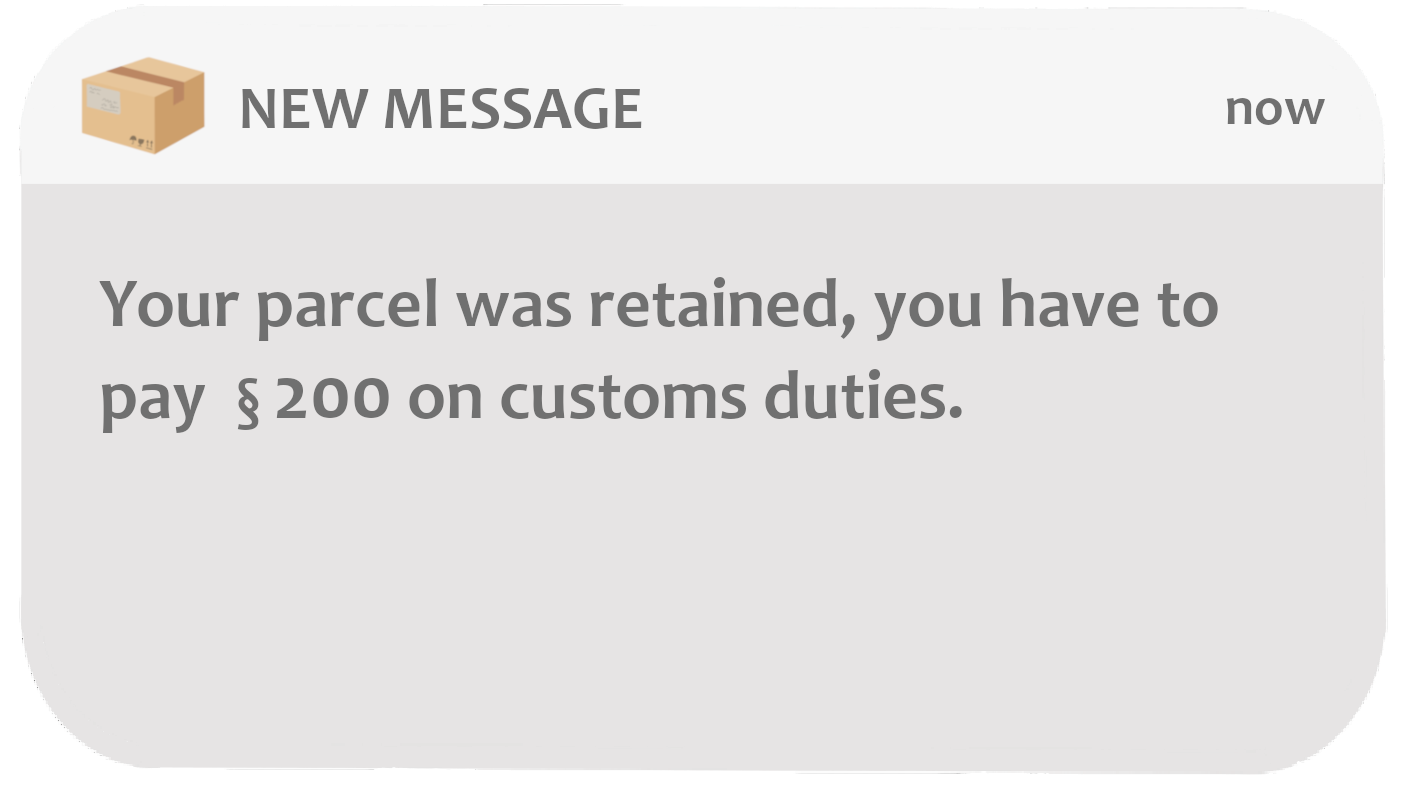 NEW MESSAGE now
Your parcel was retained, you have to
pay § 200 on customs duties.